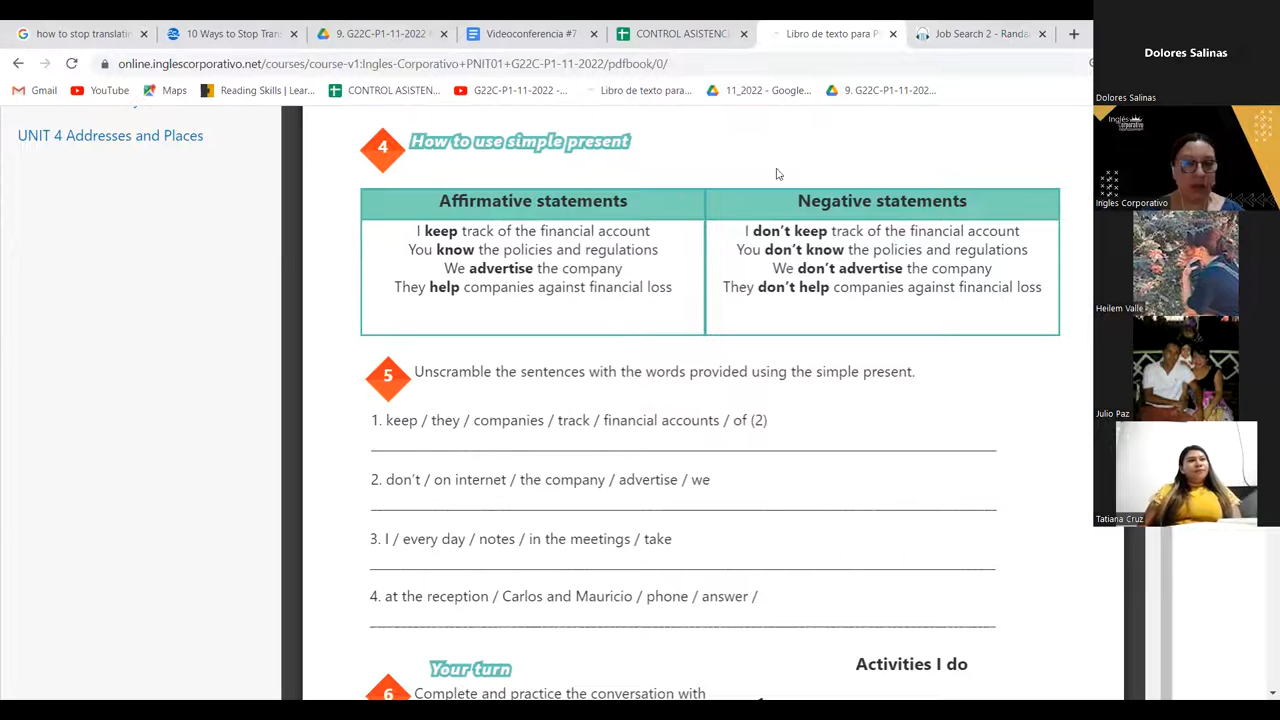 how to stop translatin
10 Ways to Stop Trans
9. G22C-P1-11-2022
Videoconferencia #7
CONTROL ASISTENC
Libro de texto para P
Job Search 2 - Randa
online.inglescorporativo.net/courses/course-v1:Ingles-Corporativo+PNIT01+G22C-P1-11-2022/pdfbook/0/
Gmail
YouTube
Maps
Reading Skills | Lear...
CONTROL ASISTEN...
G22C-P1-11-2022 -...
Libro de texto para...
11_2022 - Google...
9. G22C-P1-11-202...
UNIT 4 Addresses and Places
4 How to use simple present
Affirmative statements
I keep track of the financial account
You know the policies and regulations
We advertise the company
They help companies against financial loss
Negative statements
I don't keep track of the financial account
You don't know the policies and regulations
We don't advertise the company
They don't help companies against financial loss
5 Unscramble the sentences with the words provided using the simple present.
1. keep / they / companies / track / financial accounts / of (2)
2. don't / on internet / the company / advertise / we
3. I / every day / notes / in the meetings / take
4. at the reception / Carlos and Mauricio / phone / answer /
Your turn
Activities I do
6 Complete and practice the conversation with
Dolores Salinas
Dolores Salinas
Inglés
Corporativo
Ingles Corporativo
Heilem Valle
Julio Paz
Tatiana Cruz